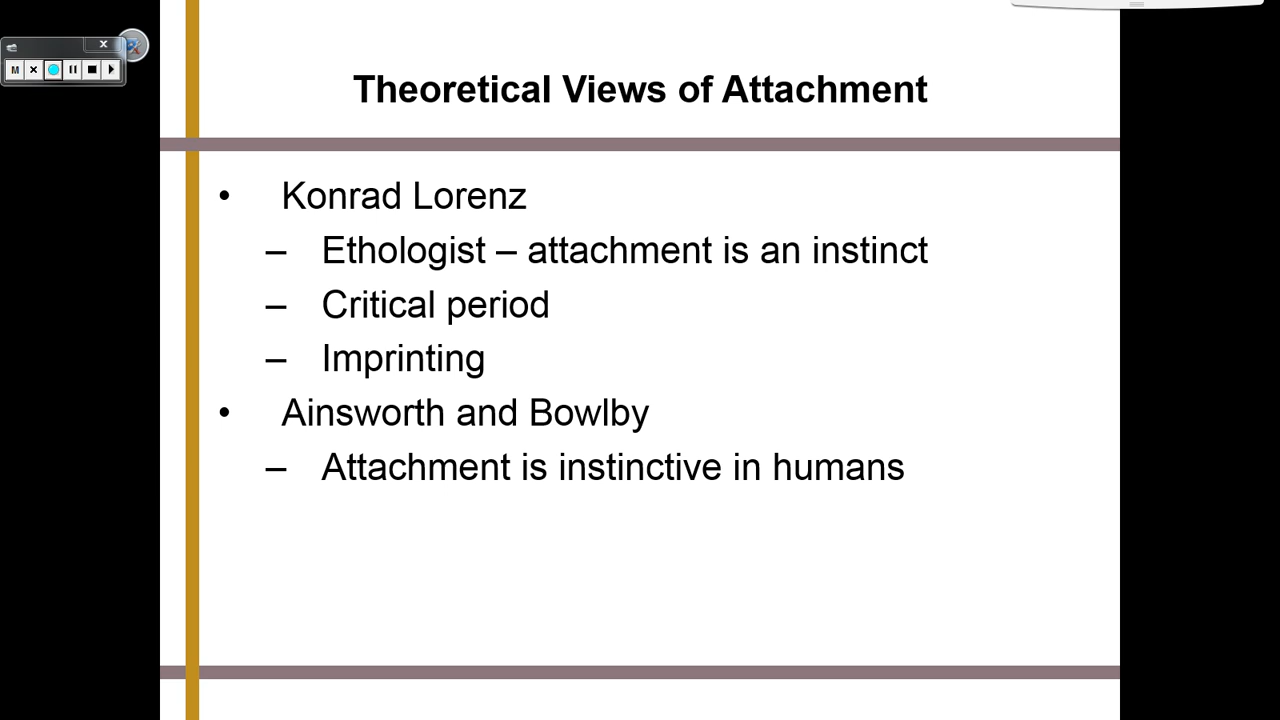 M
Theoretical Views of Attachment
• Konrad Lorenz
– Ethologist – attachment is an instinct
– Critical period
– Imprinting
• Ainsworth and Bowlby
– Attachment is instinctive in humans